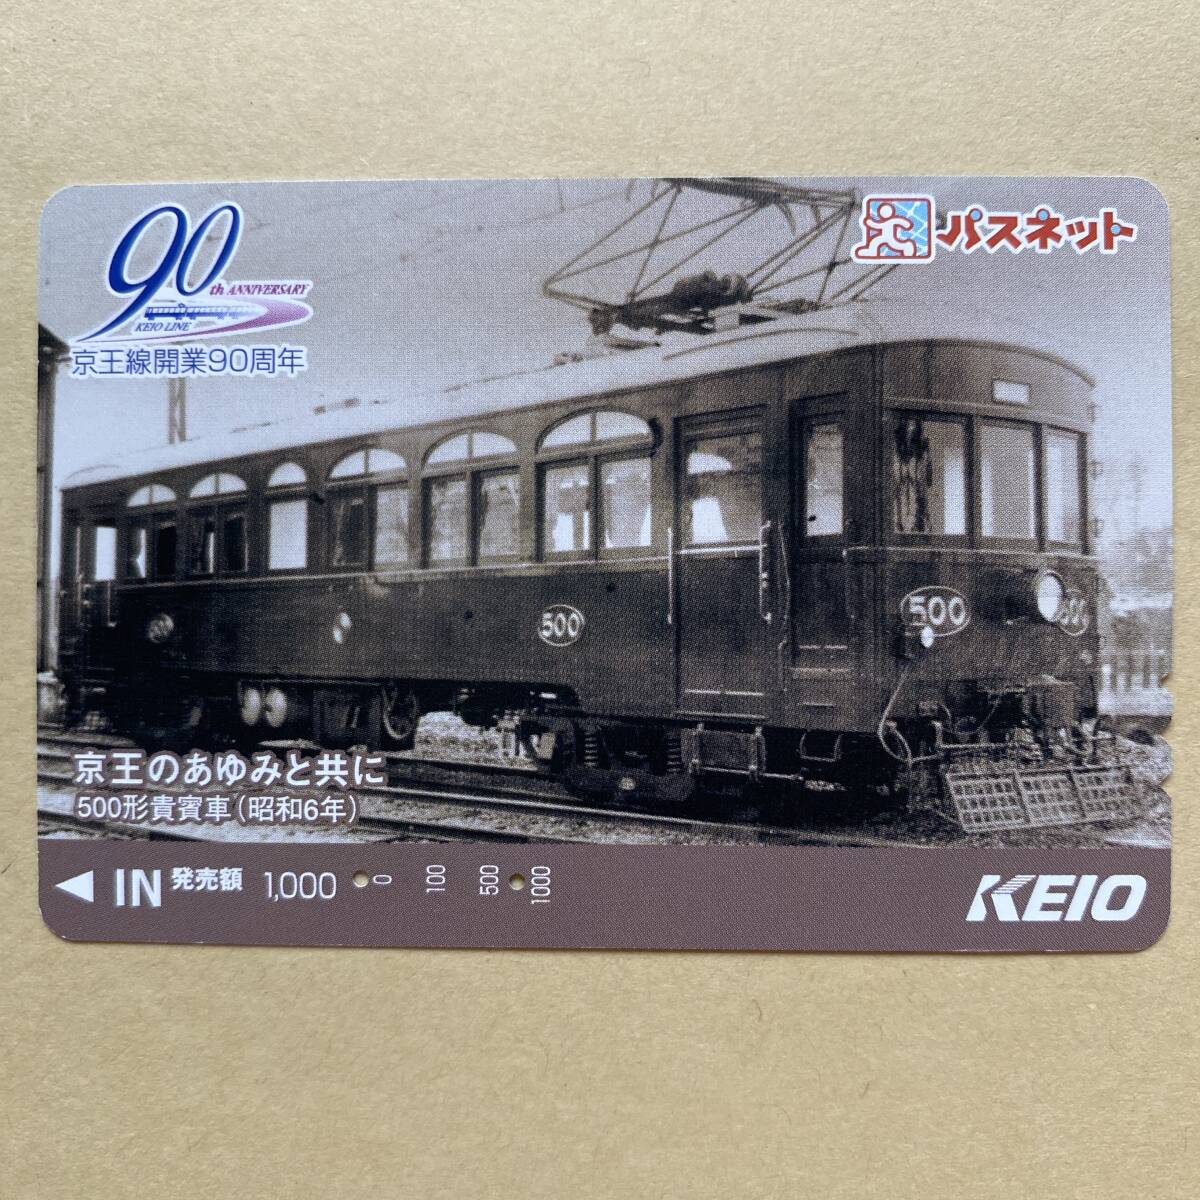 90th ANNIVERSARY
KEIO LINE
京王線開業90周年
パスネット
500
500
500
京王のあゆみと共に
500形貴賓車(昭和6年)
IN 発売額 1,000 0 100 500 1000
KEIO